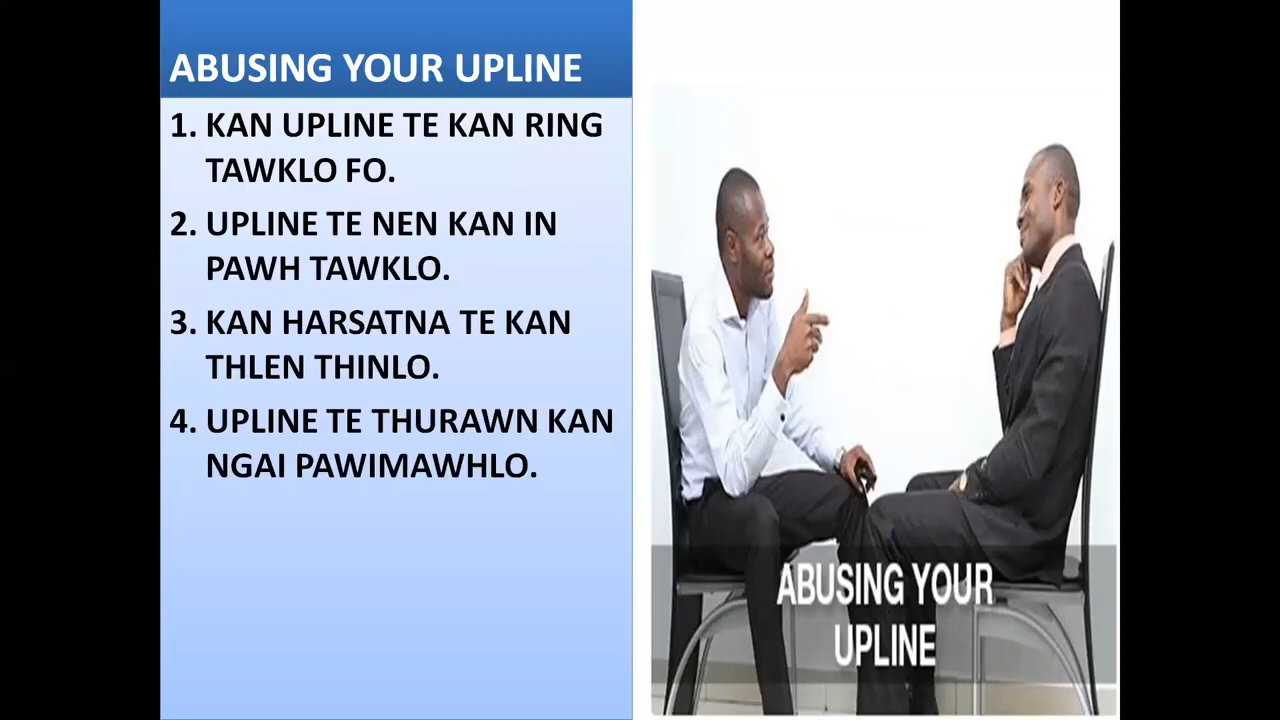 ABUSING YOUR UPLINE
1. KAN UPLINE TE KAN RING
TAWKLO FO.
2. UPLINE TE NEN KAN IN
PAWH TAWKLO.
3. KAN HARSATNA TE KAN
THLEN THINLO.
4. UPLINE TE THURAWN KAN
NGAI PAWIMAWHLO.
ABUSING YOUR
UPLINE